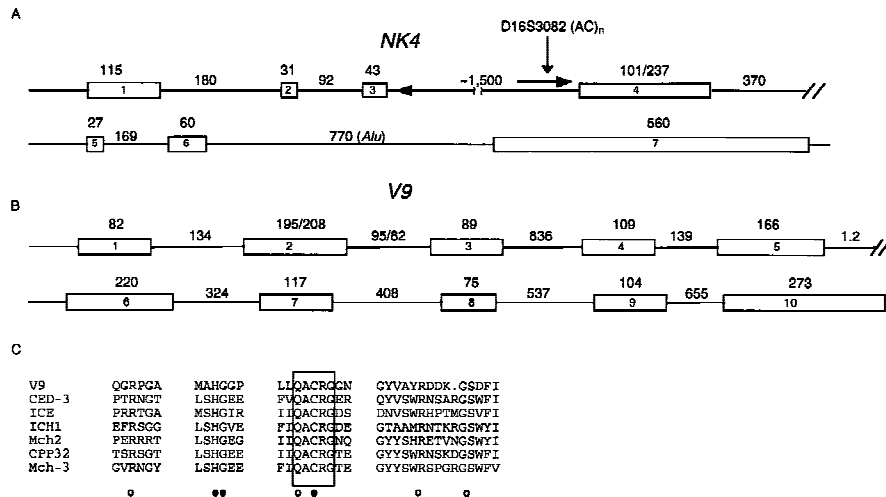 A
NK4
D16S3082 (AC)n
115 180 31 92 43 ~1,500 101/237 370
1 2 3 4
27 169 60 770 (Alu) 560
5 6 7
V9
B
82 134 195/208 95/82 89 836 109 139 166 1.2
1 2 3 4 5
220 324 117 408 75 537 104 655 273
6 7 8 9 10
C
V9 QGRPGA MAHGGP LLQACRGGN GYVAYRDDK.GSDFI
CED-3 PTRNGT LSHGEE FVQACRGER QYVSWRNSARGSWFI
ICE PRRTGA MSHGIR IIQACRGDS DNVSWRHPTMGSVFI
ICH1 EFRSGG LSHGVE FIQACRGDE GTAAMRNTKRGSWYI
Mch2 PERRRT LSHGEG IIQACRGNQ GYYSHRETVNGSWYI
CPP32 TSRSGT LSHGEE IIQACRGTE GYYSWRNSKDGSWFI
Mch-3 GVRNGY LLSHGEE FIQACRGTE GYYSWRSPGRGSWFV